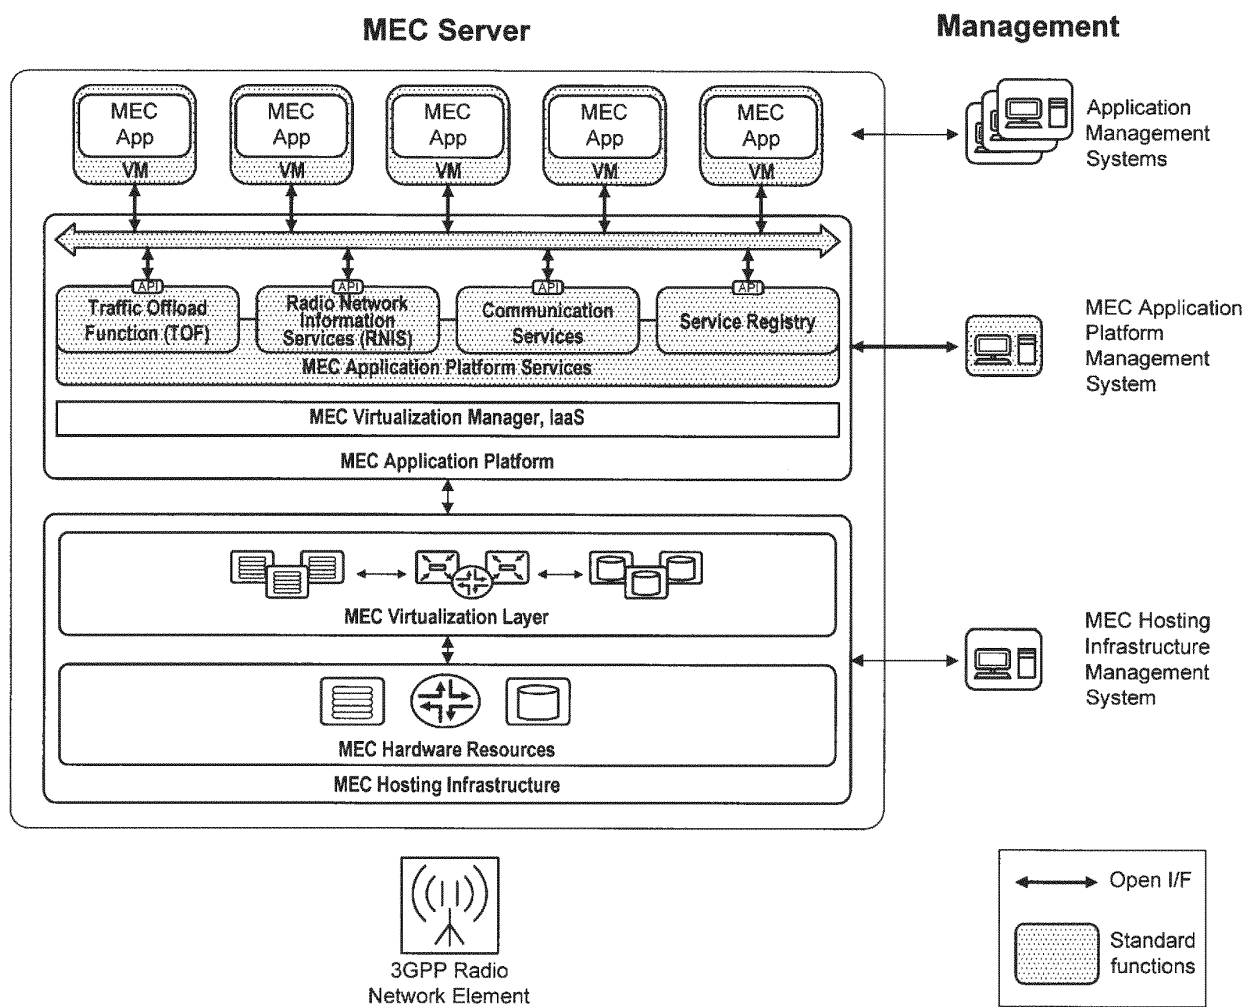 MEC Server
Management
MEC
App
VM
MEC
App
VM
MEC
App
VM
MEC
App
VM
MEC
App
VM
Application
Management
Systems
API
Traffic Offload
Function (TOF)
API
Radio Network
Information
Services (RNIS)
API
Communication
Services
API
Service Registry
MEC Application Platform Services
MEC Application
Platform
Management
System
MEC Virtualization Manager, IaaS
MEC Application Platform
MEC Virtualization Layer
MEC Hosting
Infrastructure
Management
System
MEC Hardware Resources
MEC Hosting Infrastructure
3GPP Radio
Network Element
Open I/F
Standard
functions